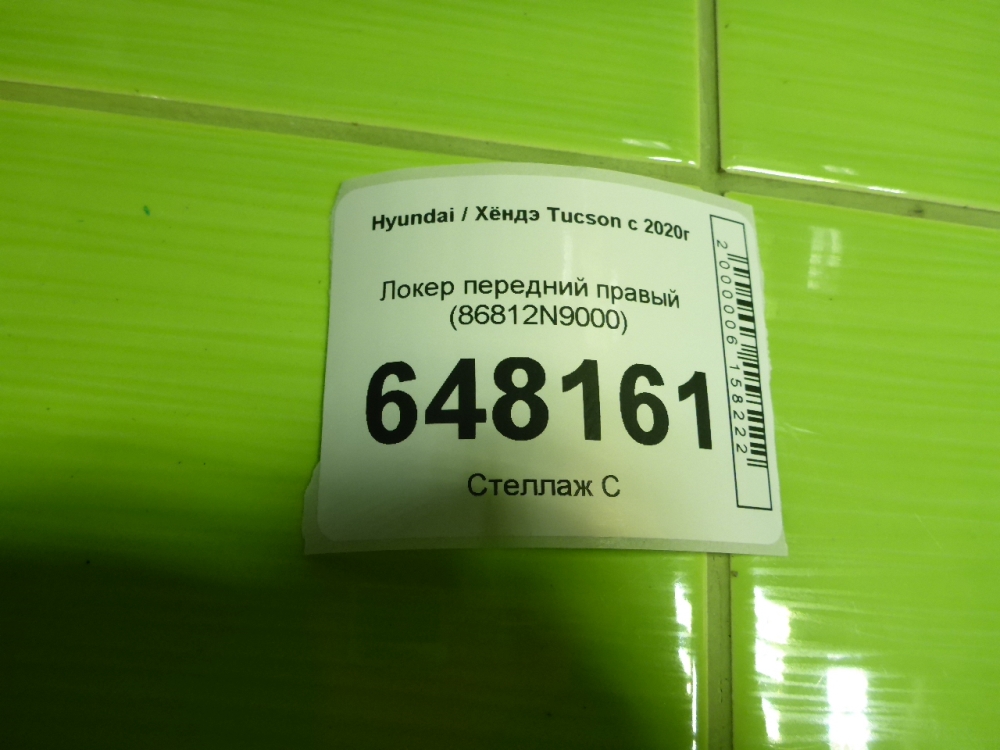 Hyundai / Хёндэ Tucson с 2020г
Локер передний правый
(86812N9000)
648161
Стеллаж С
2000006158222